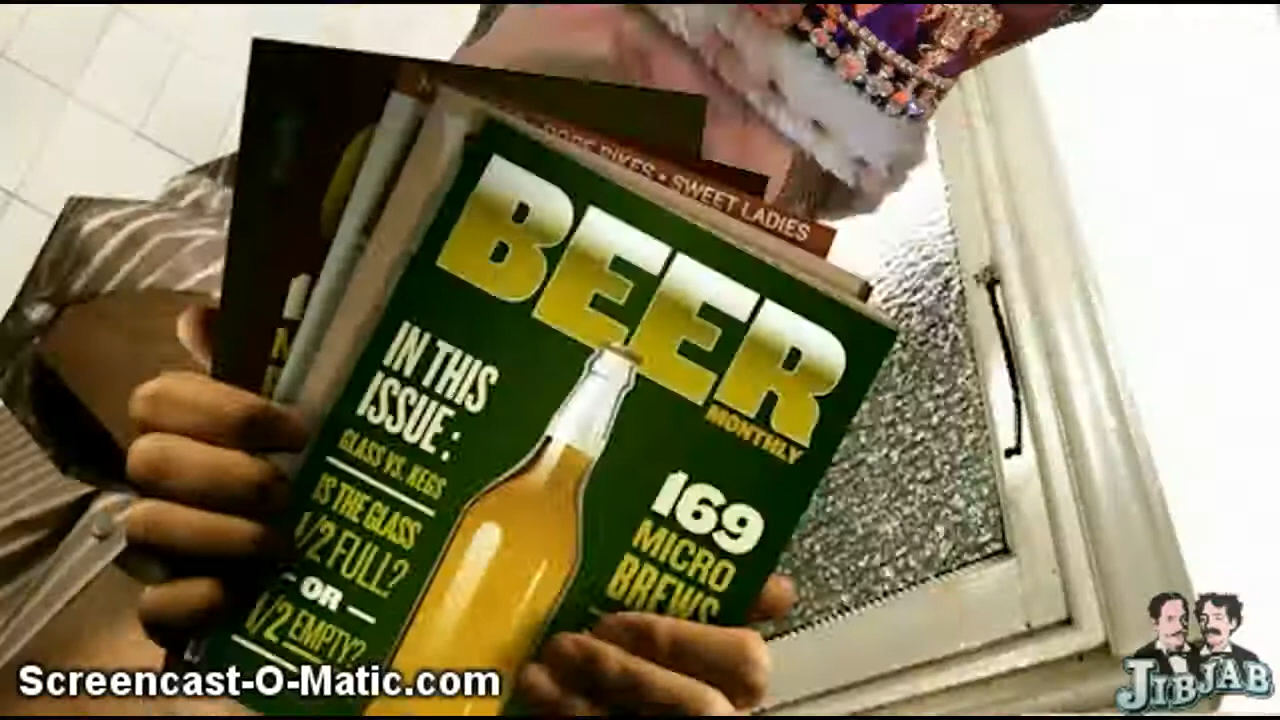 SWEET LADIES
BEER
MONTHLY
IN THIS
ISSUE:
GLASS VS. KEGS
IS THE GLASS
1/2 FULL?
OR
1/2 EMPTY?
169
MICRO
BREWS
Screencast-O-Matic.com
JIBJAB